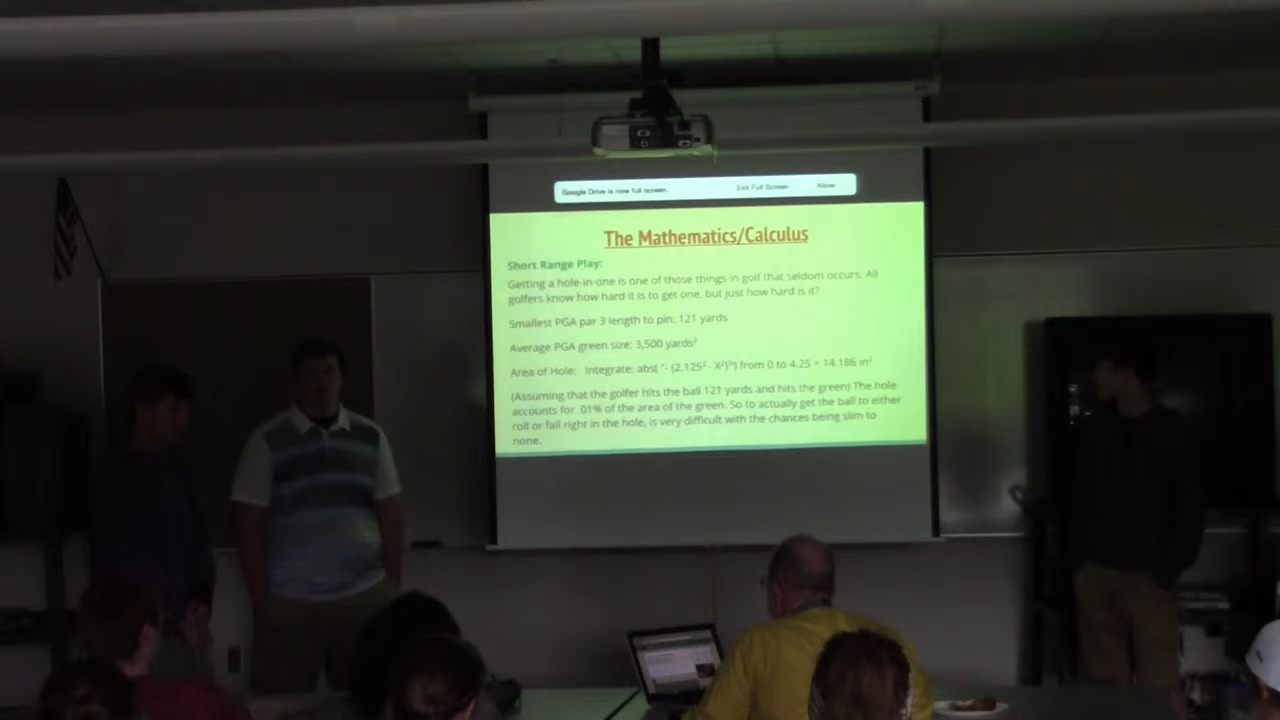 Google Drive is now full screen. Exit Full Screen Allow
The Mathematics/Calculus
Short Range Play:
Getting a hole-in-one is one of those things in golf that seldom occurs. All
golfers know how hard it is to get one, but just how hard is it?
Smallest PGA par 3 length to pin: 121 yards
Average PGA green size: 3,500 yards²
Area of Hole: Integrate: abs( - (2.125² - X²)) from 0 to 4.25 = 14.186 in²
(Assuming that the golfer hits the ball 121 yards and hits the green) The hole
accounts for .01% of the area of the green. So to actually get the ball to either
roll or fall right in the hole, is very difficult with the chances being slim to
none.